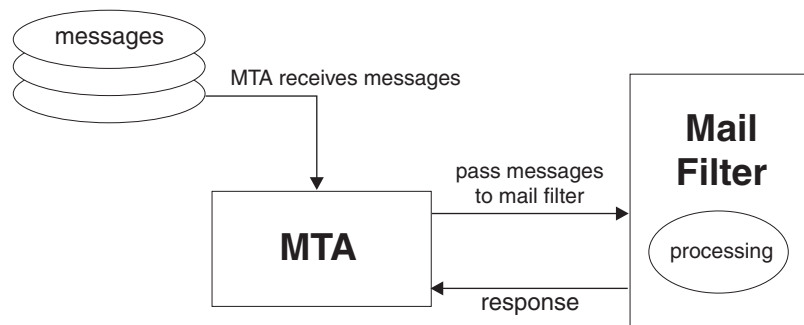 messages
MTA receives messages
Mail
Filter
pass messages
to mail filter
MTA
processing
response